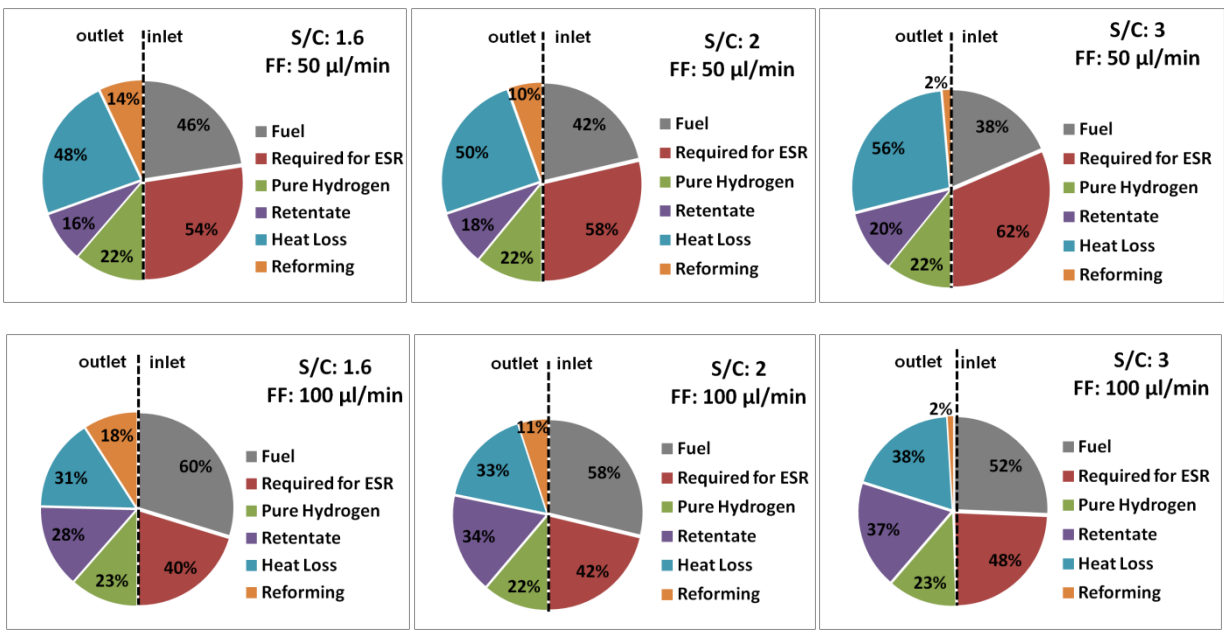 outlet inlet
S/C: 1.6
FF: 50 µl/min
14%
46%
48%
16%
54%
22%
Fuel
Required for ESR
Pure Hydrogen
Retentate
Heat Loss
Reforming
outlet inlet
S/C: 2
FF: 50 µl/min
10%
42%
50%
18%
58%
22%
Fuel
Required for ESR
Pure Hydrogen
Retentate
Heat Loss
Reforming
outlet inlet
S/C: 3
FF: 50 µl/min
2%
38%
56%
20%
62%
22%
Fuel
Required for ESR
Pure Hydrogen
Retentate
Heat Loss
Reforming
outlet inlet
S/C: 1.6
FF: 100 µl/min
18%
60%
31%
28%
40%
23%
Fuel
Required for ESR
Pure Hydrogen
Retentate
Heat Loss
Reforming
outlet inlet
S/C: 2
FF: 100 µl/min
11%
58%
33%
34%
42%
22%
Fuel
Required for ESR
Pure Hydrogen
Retentate
Heat Loss
Reforming
outlet inlet
S/C: 3
FF: 100 µl/min
2%
52%
38%
37%
48%
23%
Fuel
Required for ESR
Pure Hydrogen
Retentate
Heat Loss
Reforming